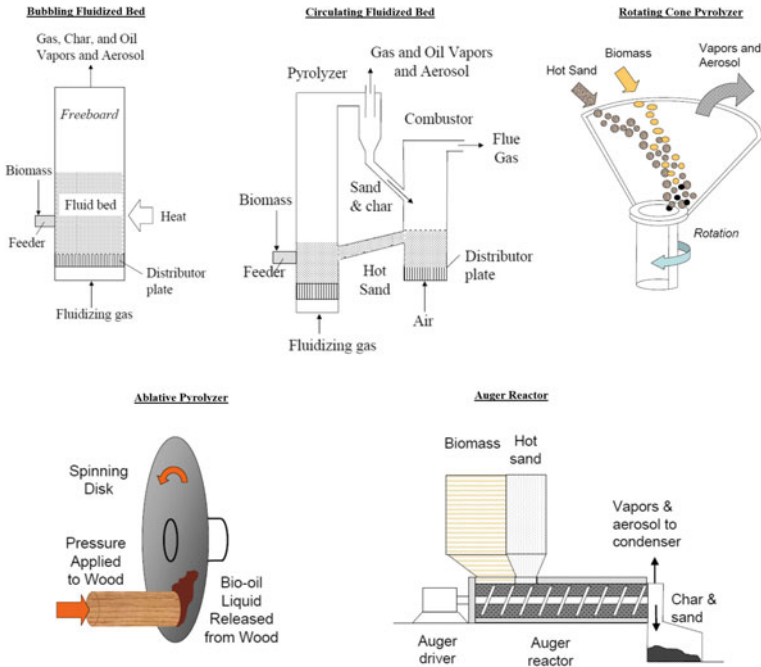 Bubbling Fluidized Bed
Gas, Char, and Oil
Vapors and Aerosol
Freeboard
Biomass
Fluid bed
Feeder
Heat
Distributor
plate
Fluidizing gas
Circulating Fluidized Bed
Gas and Oil Vapors
and Aerosol
Pyrolyzer
Combustor
Flue
Gas
Sand
& char
Biomass
Feeder
Hot
Sand
Distributor
plate
Air
Fluidizing gas
Rotating Cone Pyrolyzer
Vapors and
Aerosol
Biomass
Hot Sand
Rotation
Ablative Pyrolyzer
Spinning
Disk
Pressure
Applied
to Wood
Bio-oil
Liquid
Released
from Wood
Auger Reactor
Biomass
Hot
sand
Vapors &
aerosol to
condenser
Char &
sand
Auger
driver
Auger
reactor